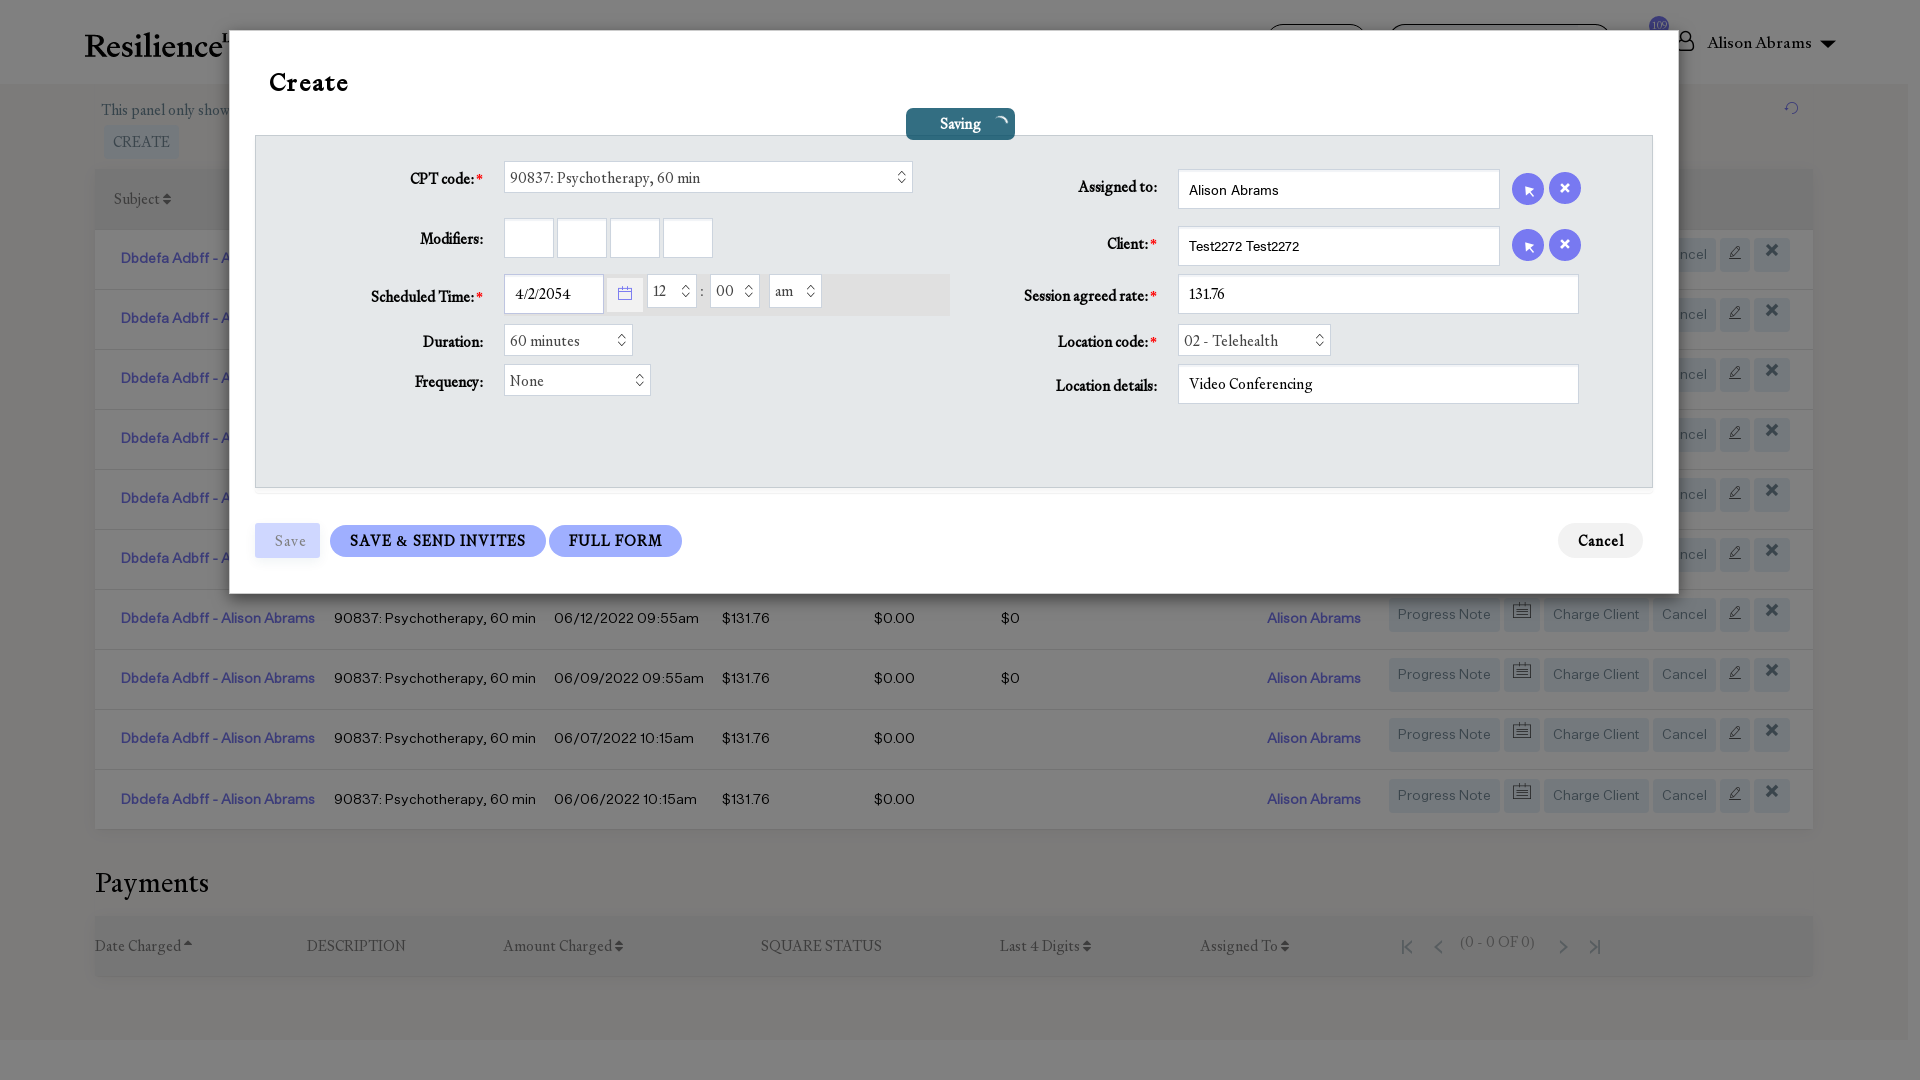 Resilience
109
Alison Abrams
This panel only show
CREATE
Subject
Create
Saving
CPT code:*
90837: Psychotherapy, 60 min
Assigned to:
Alison Abrams
Modifiers:
Client:*
Test2272 Test2272
Scheduled Time:*
4/2/2054
12
:
00
am
Session agreed rate:*
131.76
Duration:
60 minutes
Location code:*
02 - Telehealth
Frequency:
None
Location details:
Video Conferencing
Save
SAVE & SEND INVITES
FULL FORM
Cancel
Dbdefa Adbff - A
ncel
Dbdefa Adbff - A
ncel
Dbdefa Adbff - A
ncel
Dbdefa Adbff - A
ncel
Dbdefa Adbff - A
ncel
Dbdefa Adbff - A
ncel
Dbdefa Adbff - Alison Abrams 90837: Psychotherapy, 60 min 06/12/2022 09:55am $131.76 $0.00 $0 Alison Abrams Progress Note Charge Client Cancel
Dbdefa Adbff - Alison Abrams 90837: Psychotherapy, 60 min 06/09/2022 09:55am $131.76 $0.00 $0 Alison Abrams Progress Note Charge Client Cancel
Dbdefa Adbff - Alison Abrams 90837: Psychotherapy, 60 min 06/07/2022 10:15am $131.76 $0.00 Alison Abrams Progress Note Charge Client Cancel
Dbdefa Adbff - Alison Abrams 90837: Psychotherapy, 60 min 06/06/2022 10:15am $131.76 $0.00 Alison Abrams Progress Note Charge Client Cancel
Payments
Date Charged DESCRIPTION Amount Charged SQUARE STATUS Last 4 Digits Assigned To (0 - 0 OF 0)